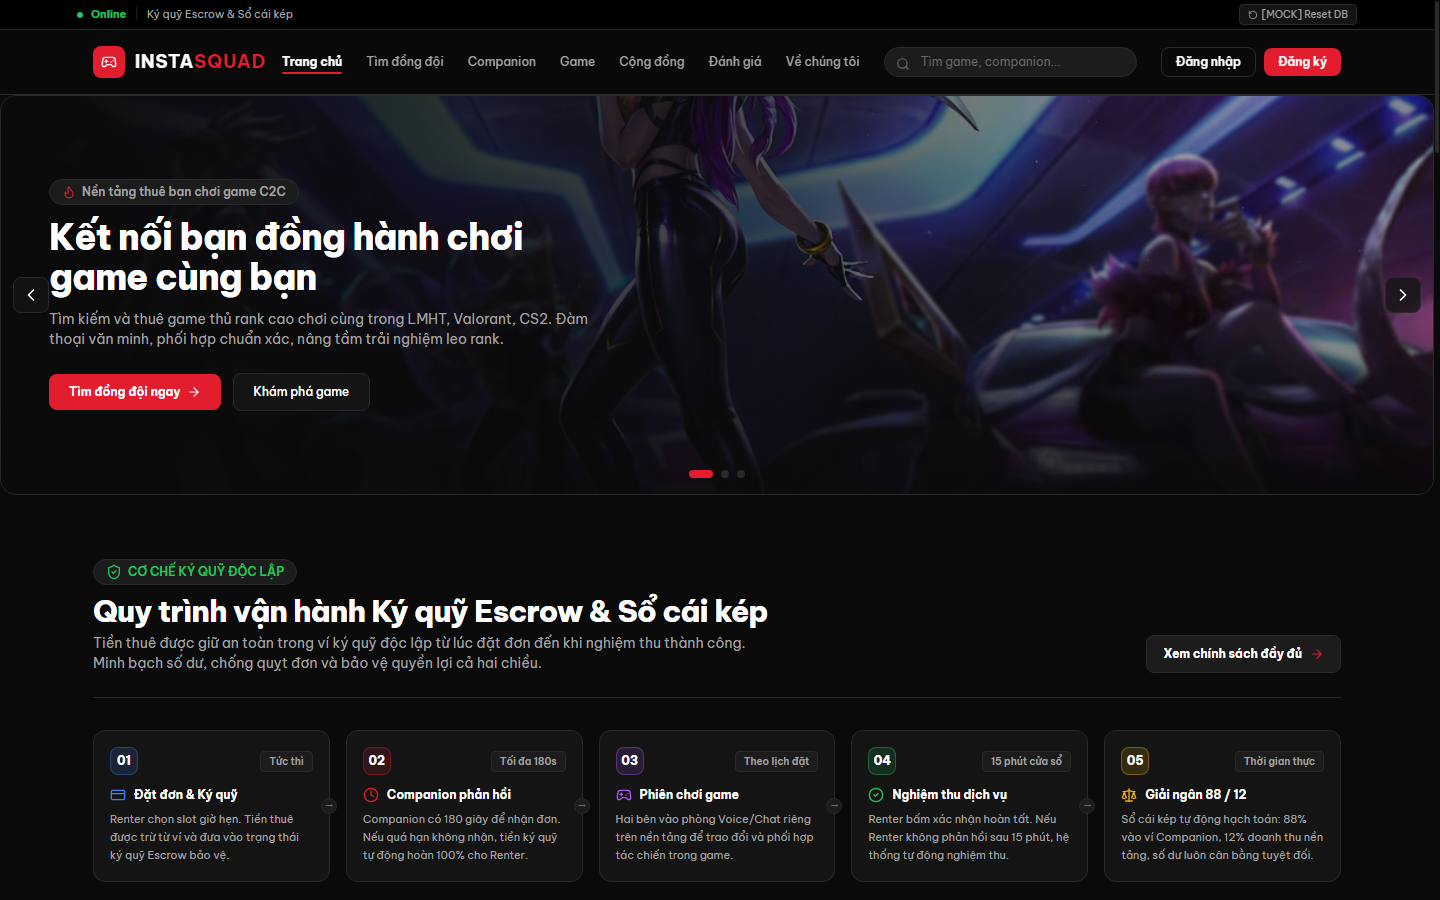 Online
Ký quỹ Escrow & Sổ cái kép
[MOCK] Reset DB
INSTASQUAD
Trang chủ
Tìm đồng đội
Companion
Game
Cộng đồng
Đánh giá
Về chúng tôi
Tìm game, companion...
Đăng nhập
Đăng ký
Nền tảng thuê bạn chơi game C2C
Kết nối bạn đồng hành chơi
game cùng bạn
Tìm kiếm và thuê game thủ rank cao chơi cùng trong LMHT, Valorant, CS2. Đàm
thoại văn minh, phối hợp chuẩn xác, nâng tầm trải nghiệm leo rank.
Tìm đồng đội ngay
Khám phá game
CƠ CHẾ KÝ QUỸ ĐỘC LẬP
Quy trình vận hành Ký quỹ Escrow & Sổ cái kép
Tiền thuê được giữ an toàn trong ví ký quỹ độc lập từ lúc đặt đơn đến khi nghiệm thu thành công.
Minh bạch số dư, chống quỵt đơn và bảo vệ quyền lợi cả hai chiều.
Xem chính sách đầy đủ
01
Tức thì
Đặt đơn & Ký quỹ
Renter chọn slot giờ hẹn. Tiền thuê
được trừ từ ví và đưa vào trạng thái
ký quỹ Escrow bảo vệ.
02
Tối đa 180s
Companion phản hồi
Companion có 180 giây để nhận đơn.
Nếu quá hạn không nhận, tiền ký quỹ
tự động hoàn 100% cho Renter.
03
Theo lịch đặt
Phiên chơi game
Hai bên vào phòng Voice/Chat riêng
trên nền tảng để trao đổi và phối hợp
tác chiến trong game.
04
15 phút cửa sổ
Nghiệm thu dịch vụ
Renter bấm xác nhận hoàn tất. Nếu
Renter không phản hồi sau 15 phút, hệ
thống tự động nghiệm thu.
05
Thời gian thực
Giải ngân 88 / 12
Sổ cái kép tự động hạch toán: 88%
vào ví Companion, 12% doanh thu nền
tảng, số dư luôn cân bằng tuyệt đối.